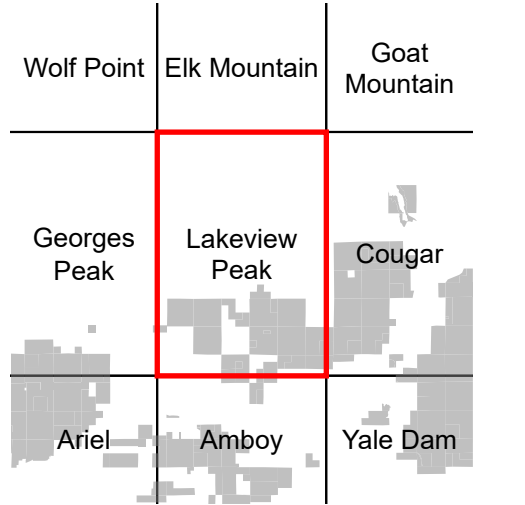 Wolf Point
Elk Mountain
Goat
Mountain
Georges
Peak
Lakeview
Peak
Cougar
Ariel
Amboy
Yale Dam